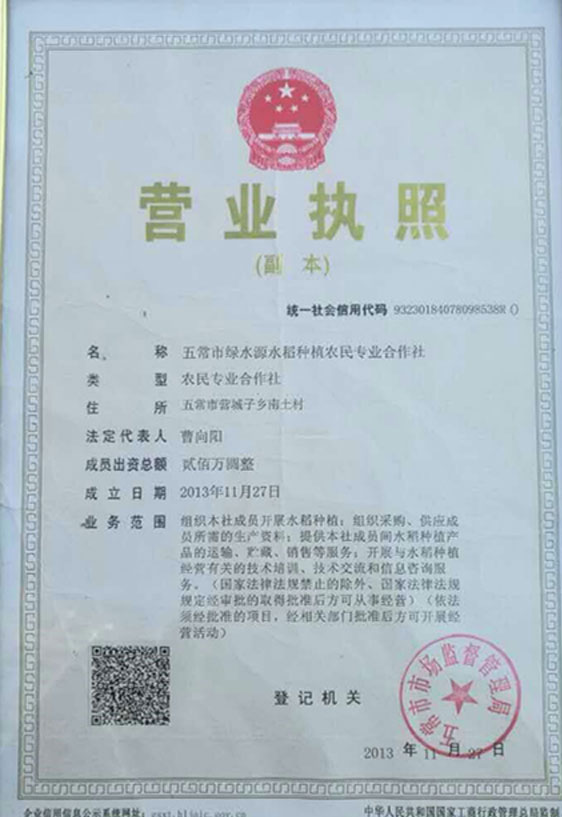 营业执照
(副 本)
统一社会信用代码 93230184078098538R ()
名 称 五常市绿水源水稻种植农民专业合作社
类 型 农民专业合作社
住 所 五常市营城子乡南土村
法定代表人 曹向阳
成员出资总额 贰佰万圆整
成立日期 2013年11月27日
业务范围 组织本社成员开展水稻种植；组织采购、供应成
员所需的生产资料；提供本社成员间水稻种植产
品的运输、贮藏、销售等服务；开展与水稻种植
经营有关的技术培训、技术交流和信息咨询服
务。（国家法律法规禁止的除外、国家法律法规
规定经审批的取得批准后方可从事经营）（依法
须经批准的项目，经相关部门批准后方可开展经
营活动）
登记机关
五常市市场监督管理局
2013 年 11 月 27 日
企业信用信息公示系统网址：gsxt.hljaic.gov.cn
中华人民共和国国家工商行政管理总局监制